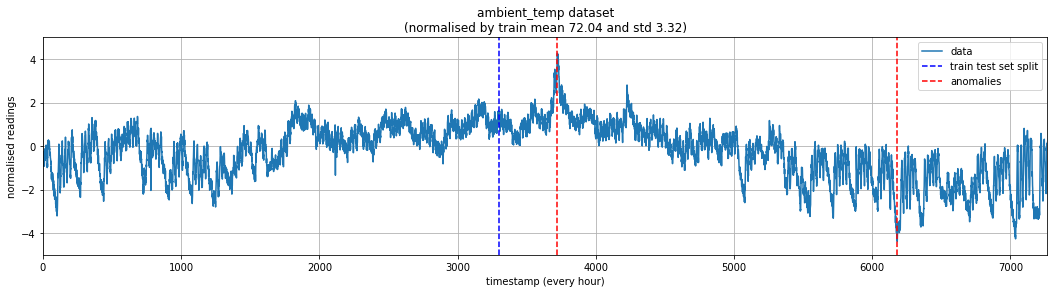 ambient_temp dataset
(normalised by train mean 72.04 and std 3.32)
normalised readings
4
2
0
−2
−4
data
train test set split
anomalies
0 1000 2000 3000 4000 5000 6000 7000
timestamp (every hour)